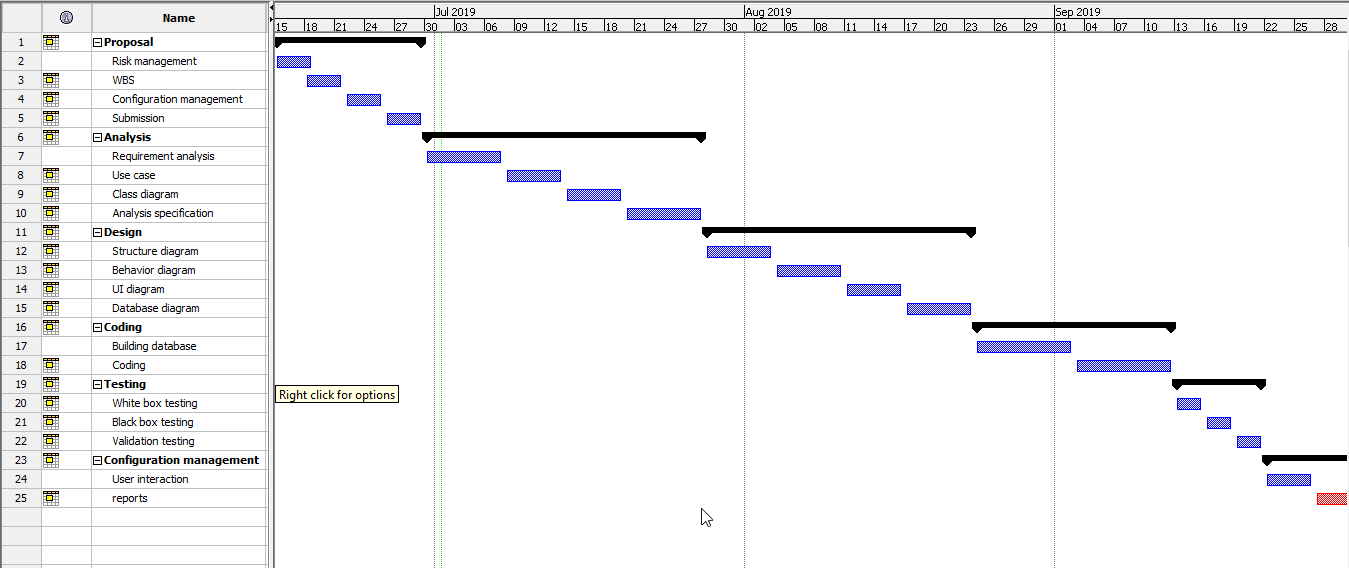 Name
Jul 2019 Aug 2019 Sep 2019
15 18 21 24 27 30 03 06 09 12 15 18 21 24 27 30 02 05 08 11 14 17 20 23 26 29 01 04 07 10 13 16 19 22 25 28
1 Proposal
2 Risk management
3 WBS
4 Configuration management
5 Submission
6 Analysis
7 Requirement analysis
8 Use case
9 Class diagram
10 Analysis specification
11 Design
12 Structure diagram
13 Behavior diagram
14 UI diagram
15 Database diagram
16 Coding
17 Building database
18 Coding
19 Testing
Right click for options
20 White box testing
21 Black box testing
22 Validation testing
23 Configuration management
24 User interaction
25 reports